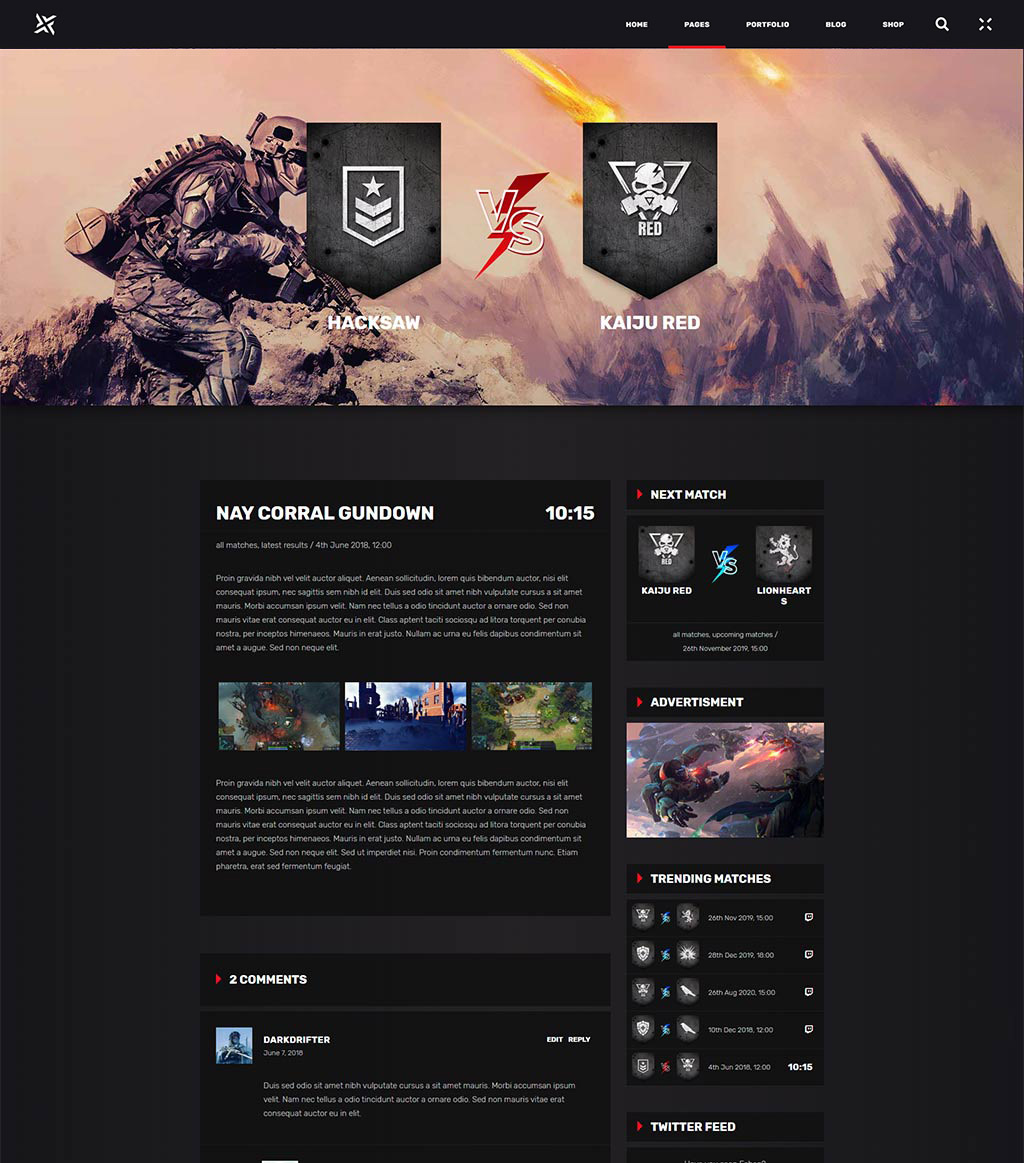 HOME PAGES PORTFOLIO BLOG SHOP
VS
RED
HACKSAW
KAIJU RED
NAY CORRAL GUNDOWN 10:15
all matches, latest results / 4th June 2018, 12:00
Proin gravida nibh vel velit auctor aliquet. Aenean sollicitudin, lorem quis bibendum auctor, nisi elit
consequat ipsum, nec sagittis sem nibh id elit. Duis sed odio sit amet nibh vulputate cursus a sit amet
mauris. Morbi accumsan ipsum velit. Nam nec tellus a odio tincidunt auctor a ornare odio. Sed non
mauris vitae erat consequat auctor eu in elit. Class aptent taciti sociosqu ad litora torquent per conubia
nostra, per inceptos himenaeos. Mauris in erat justo. Nullam ac urna eu felis dapibus condimentum sit
amet a augue. Sed non neque elit.
Proin gravida nibh vel velit auctor aliquet. Aenean sollicitudin, lorem quis bibendum auctor, nisi elit
consequat ipsum, nec sagittis sem nibh id elit. Duis sed odio sit amet nibh vulputate cursus a sit amet
mauris. Morbi accumsan ipsum velit. Nam nec tellus a odio tincidunt auctor a ornare odio. Sed non
mauris vitae erat consequat auctor eu in elit. Class aptent taciti sociosqu ad litora torquent per conubia
nostra, per inceptos himenaeos. Mauris in erat justo. Nullam ac urna eu felis dapibus condimentum sit
amet a augue. Sed non neque elit. Sed ut imperdiet nisi. Proin condimentum fermentum nunc. Etiam
pharetra, erat sed fermentum feugiat.
2 COMMENTS
DARKDRIFTER EDIT REPLY
June 7, 2018
Duis sed odio sit amet nibh vulputate cursus a sit amet mauris. Morbi accumsan ipsum
velit. Nam nec tellus a odio tincidunt auctor a ornare odio. Sed non mauris vitae erat
consequat auctor eu in elit.
NEXT MATCH
VS
RED
KAIJU RED
LIONHEART
S
all matches, upcoming matches /
26th November 2019, 15:00
ADVERTISMENT
TRENDING MATCHES
26th Nov 2019, 15:00
28th Dec 2019, 18:00
26th Aug 2020, 15:00
10th Dec 2018, 12:00
4th Jun 2018, 12:00 10:15
TWITTER FEED